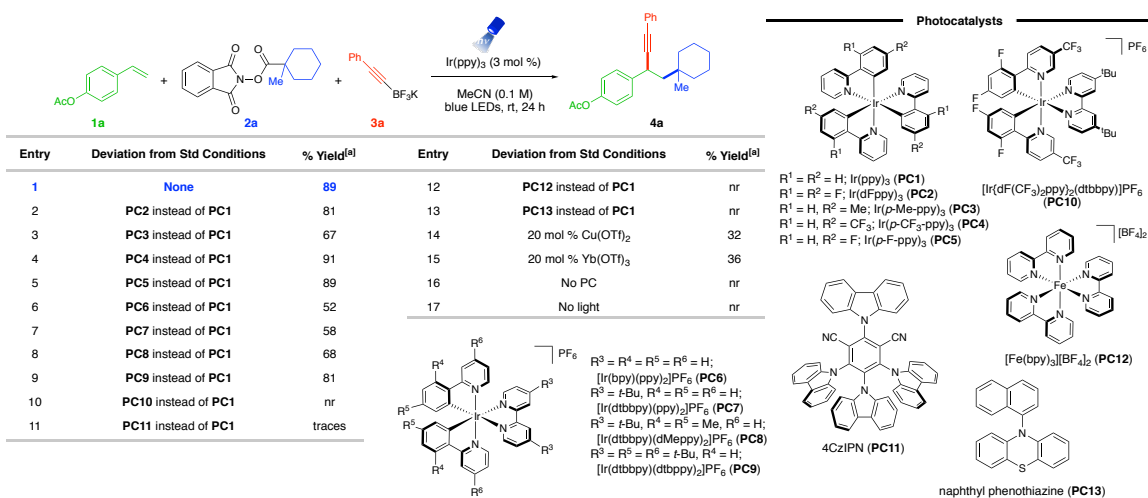 Ir(ppy)3 (3 mol %)
MeCN (0.1 M)
blue LEDs, rt, 24 h
AcO
1a
+
O
N
O
O
O
Me
2a
+
Ph
BF3K
3a
Ph
Me
AcO
4a
Entry Deviation from Std Conditions % Yield[a]
1 None 89
2 PC2 instead of PC1 81
3 PC3 instead of PC1 67
4 PC4 instead of PC1 91
5 PC5 instead of PC1 89
6 PC6 instead of PC1 52
7 PC7 instead of PC1 58
8 PC8 instead of PC1 68
9 PC9 instead of PC1 81
10 PC10 instead of PC1 nr
11 PC11 instead of PC1 traces
Entry Deviation from Std Conditions % Yield[a]
12 PC12 instead of PC1 nr
13 PC13 instead of PC1 nr
14 20 mol % Cu(OTf)2 32
15 20 mol % Yb(OTf)3 36
16 No PC nr
17 No light nr
R6
PF6
R4
R3
R5
N
N
Ir
R5
N
N
R3
R4
R6
R3 = R4 = R5 = R6 = H;
[Ir(bpy)(ppy)2]PF6 (PC6)
R3 = t-Bu, R4 = R5 = R6 = H;
[Ir(dtbbpy)(ppy)2]PF6 (PC7)
R3 = t-Bu, R4 = R5 = Me, R6 = H;
[Ir(dtbbpy)(dMeppy)2]PF6 (PC8)
R3 = R5 = H, R6 = t-Bu, R4 = H;
[Ir(dtbbpy)(dtbppy)2]PF6 (PC9)
Photocatalysts
R1
R2
N
N
Ir
R2
R1
N
R1
R2
R1 = R2 = H; Ir(ppy)3 (PC1)
R1 = R2 = F; Ir(dFppy)3 (PC2)
R1 = H, R2 = Me; Ir(p-Me-ppy)3 (PC3)
R1 = H, R2 = CF3; Ir(p-CF3-ppy)3 (PC4)
R1 = H, R2 = F; Ir(p-F-ppy)3 (PC5)
PF6
CF3
F
N
tBu
F
N
Ir
F
N
N
tBu
F
CF3
[Ir{dF(CF3)2ppy}2(dtbbpy)]PF6
(PC10)
[BF4]2
N
N
N
Fe
N
N
N
[Fe(bpy)3][BF4]2 (PC12)
N
NC
CN
N
N
N
4CzIPN (PC11)
N
S
naphthyl phenothiazine (PC13)